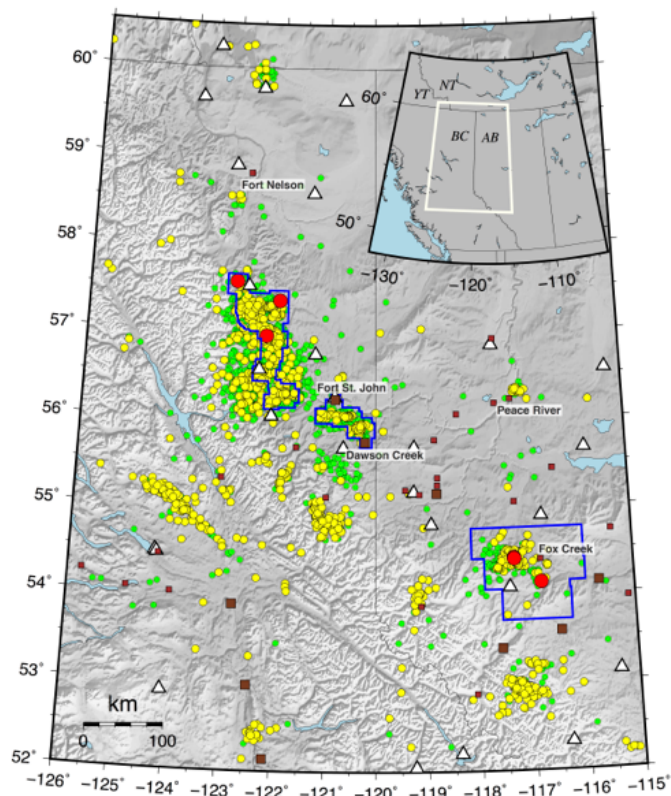 60°
59°
58°
57°
56°
55°
54°
53°
52°
−126° −125° −124° −123° −122° −121° −120° −119° −118° −117° −116° −115°
YT
NT
BC
AB
60°
50°
−130°
−120°
−110°
Fort Nelson
Fort St. John
Peace River
Dawson Creek
Fox Creek
km
0 100